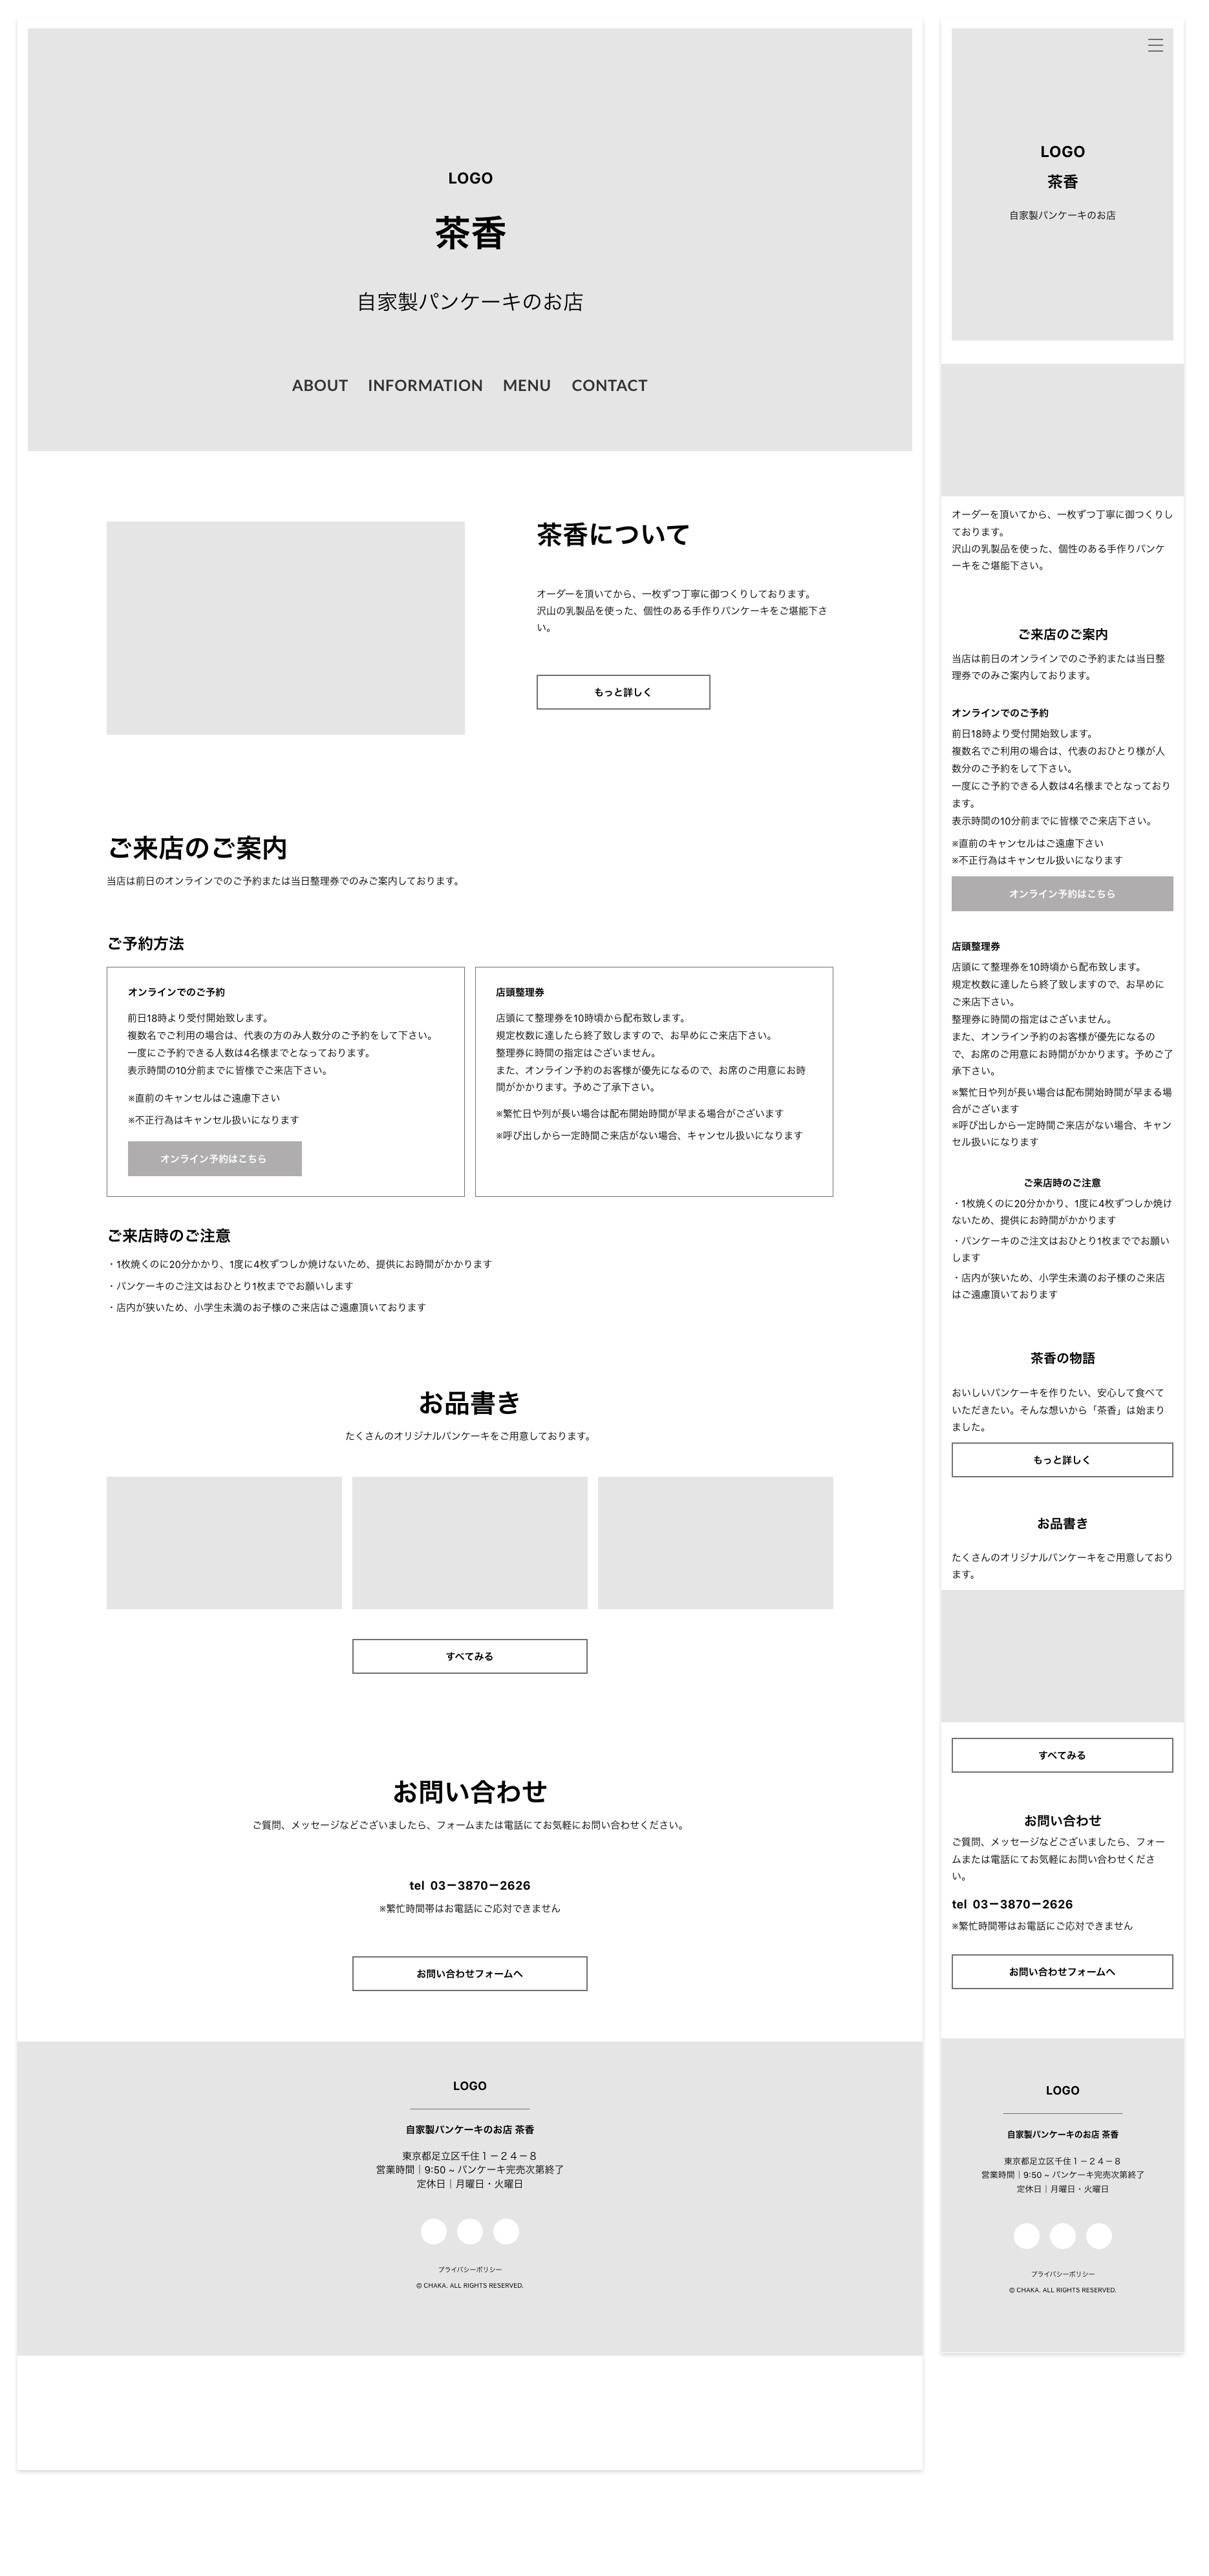 LOGO
茶香
自家製パンケーキのお店
ABOUT INFORMATION MENU CONTACT
茶香について
オーダーを頂いてから、一枚ずつ丁寧に御つくりしております。
沢山の乳製品を使った、個性のある手作りパンケーキをご堪能下さ
い。
もっと詳しく
ご来店のご案内
当店は前日のオンラインでのご予約または当日整理券でのみご案内しております。
ご予約方法
オンラインでのご予約
前日18時より受付開始致します。
複数名でご利用の場合は、代表の方のみ人数分のご予約をして下さい。
一度にご予約できる人数は4名様までとなっております。
表示時間の10分前までに皆様でご来店下さい。
※直前のキャンセルはご遠慮下さい
※不正行為はキャンセル扱いになります
オンライン予約はこちら
店頭整理券
店頭にて整理券を10時頃から配布致します。
規定枚数に達したら終了致しますので、お早めにご来店下さい。
整理券に時間の指定はございません。
また、オンライン予約のお客様が優先になるので、お席のご用意にお時
間がかかります。予めご了承下さい。
※繁忙日や列が長い場合は配布開始時間が早まる場合がございます
※呼び出しから一定時間ご来店がない場合、キャンセル扱いになります
ご来店時のご注意
・1枚焼くのに20分かかり、1度に4枚ずつしか焼けないため、提供にお時間がかかります
・パンケーキのご注文はおひとり1枚まででお願いします
・店内が狭いため、小学生未満のお子様のご来店はご遠慮頂いております
お品書き
たくさんのオリジナルパンケーキをご用意しております。
すべてみる
お問い合わせ
ご質問、メッセージなどございましたら、フォームまたは電話にてお気軽にお問い合わせください。
tel 03ー3870ー2626
※繁忙時間帯はお電話にご応対できません
お問い合わせフォームへ
LOGO
自家製パンケーキのお店 茶香
東京都足立区千住１−２４−８
営業時間｜9:50 ~ パンケーキ完売次第終了
定休日｜月曜日・火曜日
プライバシーポリシー
© CHAKA. ALL RIGHTS RESERVED.
LOGO
茶香
自家製パンケーキのお店
オーダーを頂いてから、一枚ずつ丁寧に御つくりし
ております。
沢山の乳製品を使った、個性のある手作りパンケ
ーキをご堪能下さい。
ご来店のご案内
当店は前日のオンラインでのご予約または当日整
理券でのみご案内しております。
オンラインでのご予約
前日18時より受付開始致します。
複数名でご利用の場合は、代表のおひとり様が人
数分のご予約をして下さい。
一度にご予約できる人数は4名様までとなっており
ます。
表示時間の10分前までに皆様でご来店下さい。
※直前のキャンセルはご遠慮下さい
※不正行為はキャンセル扱いになります
オンライン予約はこちら
店頭整理券
店頭にて整理券を10時頃から配布致します。
規定枚数に達したら終了致しますので、お早めに
ご来店下さい。
整理券に時間の指定はございません。
また、オンライン予約のお客様が優先になるの
で、お席のご用意にお時間がかかります。予めご了
承下さい。
※繁忙日や列が長い場合は配布開始時間が早まる場
合がございます
※呼び出しから一定時間ご来店がない場合、キャン
セル扱いになります
ご来店時のご注意
・1枚焼くのに20分かかり、1度に4枚ずつしか焼け
ないため、提供にお時間がかかります
・パンケーキのご注文はおひとり1枚まででお願い
します
・店内が狭いため、小学生未満のお子様のご来店
はご遠慮頂いております
茶香の物語
おいしいパンケーキを作りたい、安心して食べて
いただきたい。そんな想いから「茶香」は始まり
ました。
もっと詳しく
お品書き
たくさんのオリジナルパンケーキをご用意しており
ます。
すべてみる
お問い合わせ
ご質問、メッセージなどございましたら、フォー
ムまたは電話にてお気軽にお問い合わせくださ
い。
tel 03ー3870ー2626
※繁忙時間帯はお電話にご応対できません
お問い合わせフォームへ
LOGO
自家製パンケーキのお店 茶香
東京都足立区千住１−２４−８
営業時間｜9:50 ~ パンケーキ完売次第終了
定休日｜月曜日・火曜日
プライバシーポリシー
© CHAKA. ALL RIGHTS RESERVED.